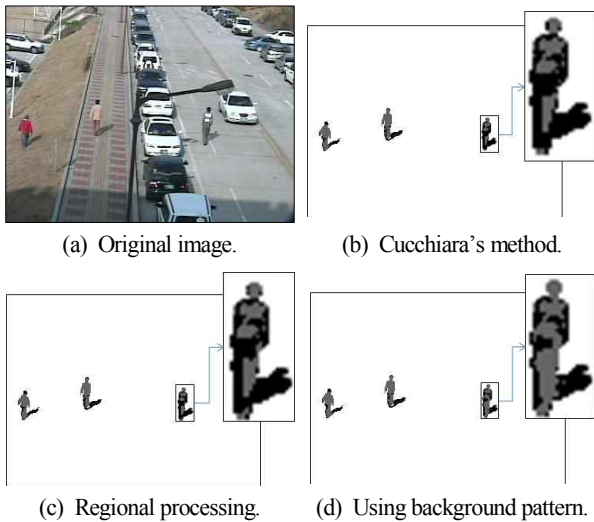 (a) Original image.
(b) Cucchiara's method.
(c) Regional processing.
(d) Using background pattern.